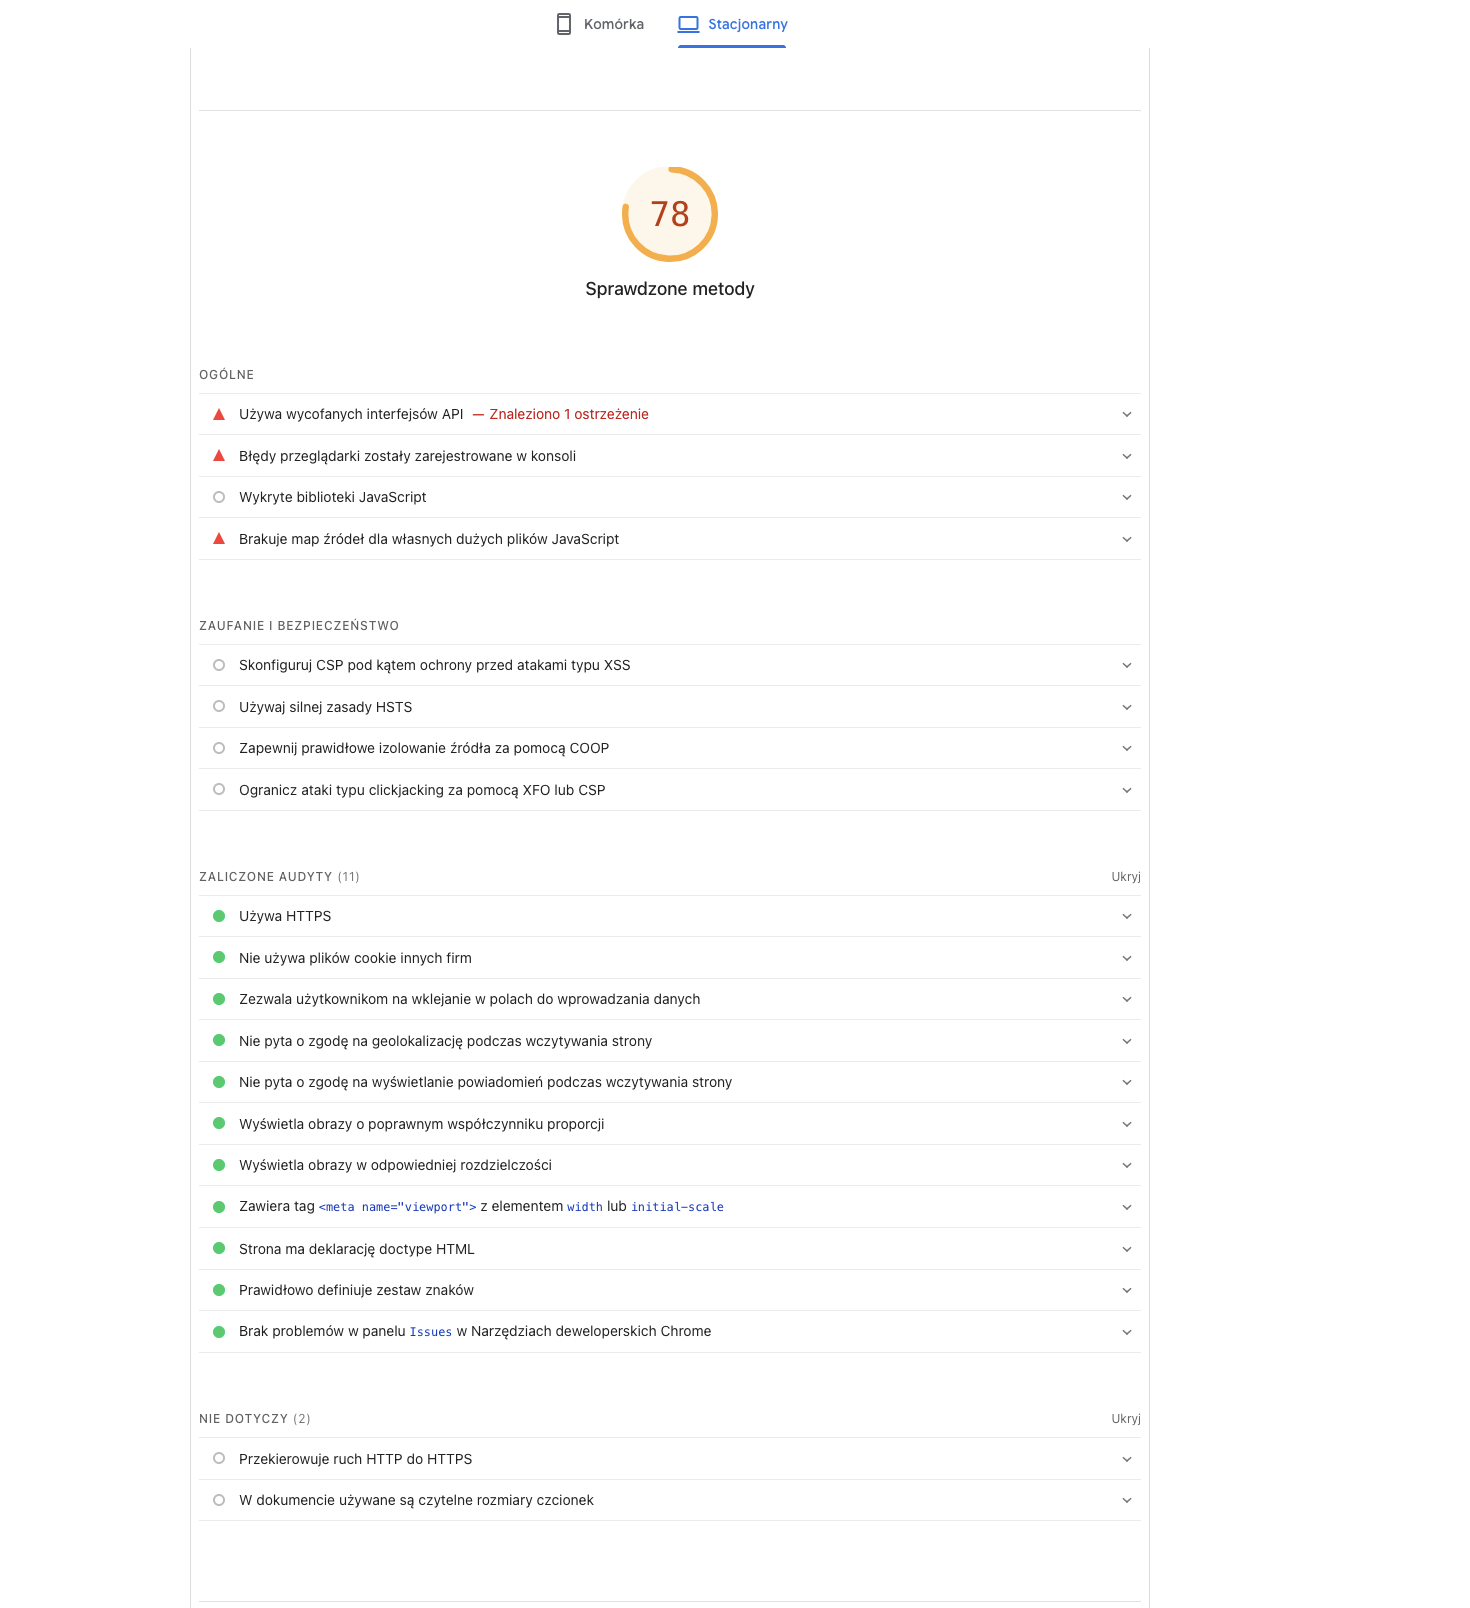 Komórka
Stacjonarny
78
Sprawdzone metody
OGÓLNE
Używa wycofanych interfejsów API — Znaleziono 1 ostrzeżenie
Błędy przeglądarki zostały zarejestrowane w konsoli
Wykryte biblioteki JavaScript
Brakuje map źródeł dla własnych dużych plików JavaScript
ZAUFANIE I BEZPIECZEŃSTWO
Skonfiguruj CSP pod kątem ochrony przed atakami typu XSS
Używaj silnej zasady HSTS
Zapewnij prawidłowe izolowanie źródła za pomocą COOP
Ogranicz ataki typu clickjacking za pomocą XFO lub CSP
ZALICZONE AUDYTY (11) Ukryj
Używa HTTPS
Nie używa plików cookie innych firm
Zezwala użytkownikom na wklejanie w polach do wprowadzania danych
Nie pyta o zgodę na geolokalizację podczas wczytywania strony
Nie pyta o zgodę na wyświetlanie powiadomień podczas wczytywania strony
Wyświetla obrazy o poprawnym współczynniku proporcji
Wyświetla obrazy w odpowiedniej rozdzielczości
Zawiera tag <meta name="viewport"> z elementem width lub initial-scale
Strona ma deklarację doctype HTML
Prawidłowo definiuje zestaw znaków
Brak problemów w panelu Issues w Narzędziach deweloperskich Chrome
NIE DOTYCZY (2) Ukryj
Przekierowuje ruch HTTP do HTTPS
W dokumencie używane są czytelne rozmiary czcionek